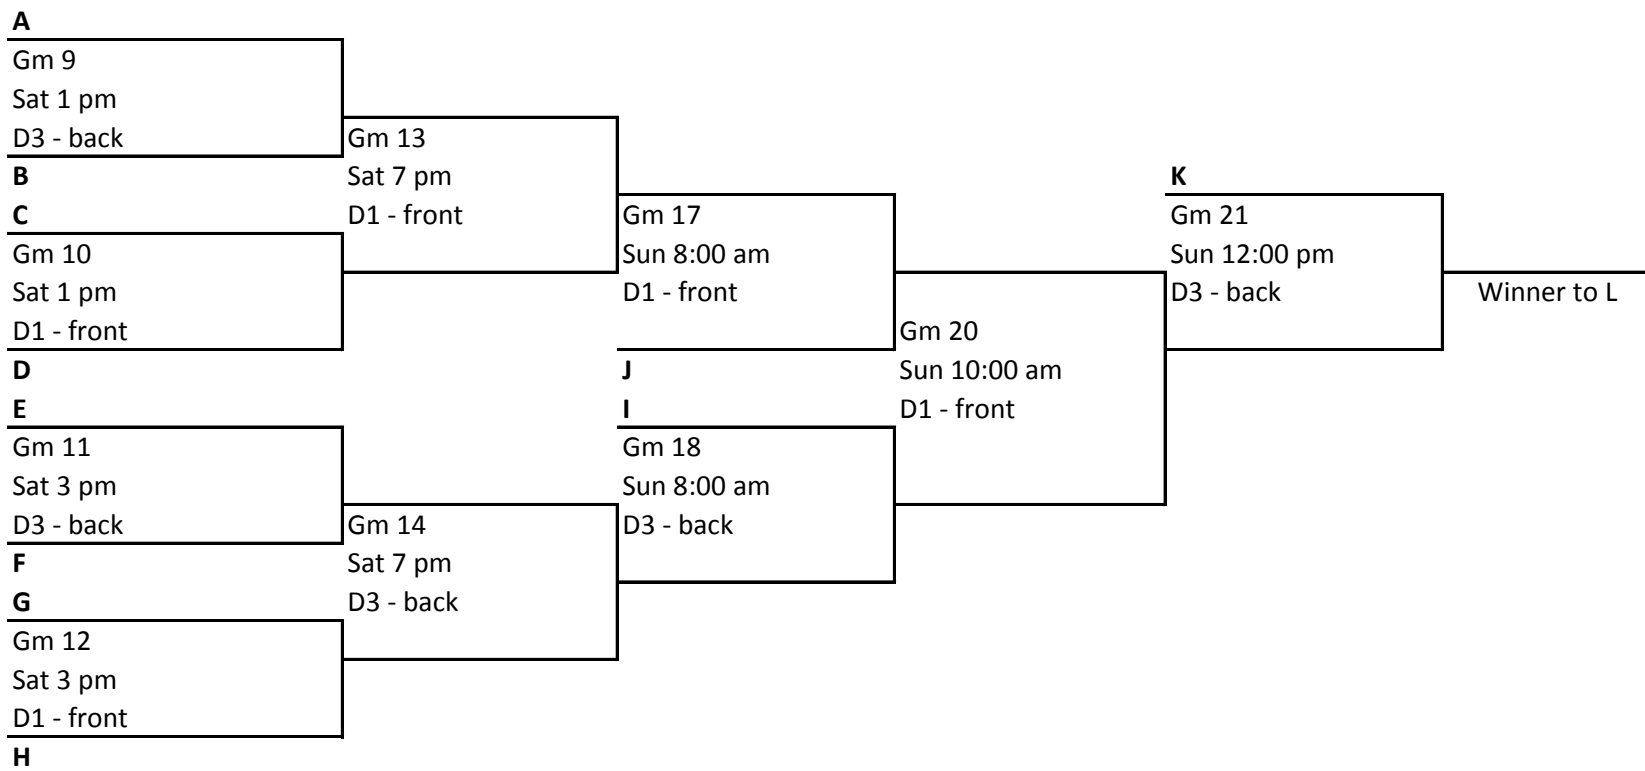 A
Gm 9
Sat 1 pm
D3 - back
B
C
Gm 10
Sat 1 pm
D1 - front
D
E
Gm 11
Sat 3 pm
D3 - back
F
G
Gm 12
Sat 3 pm
D1 - front
H
Gm 13
Sat 7 pm
D1 - front
Gm 14
Sat 7 pm
D3 - back
Gm 17
Sun 8:00 am
D1 - front
J
I
Gm 18
Sun 8:00 am
D3 - back
Gm 20
Sun 10:00 am
D1 - front
K
Gm 21
Sun 12:00 pm
D3 - back
Winner to L